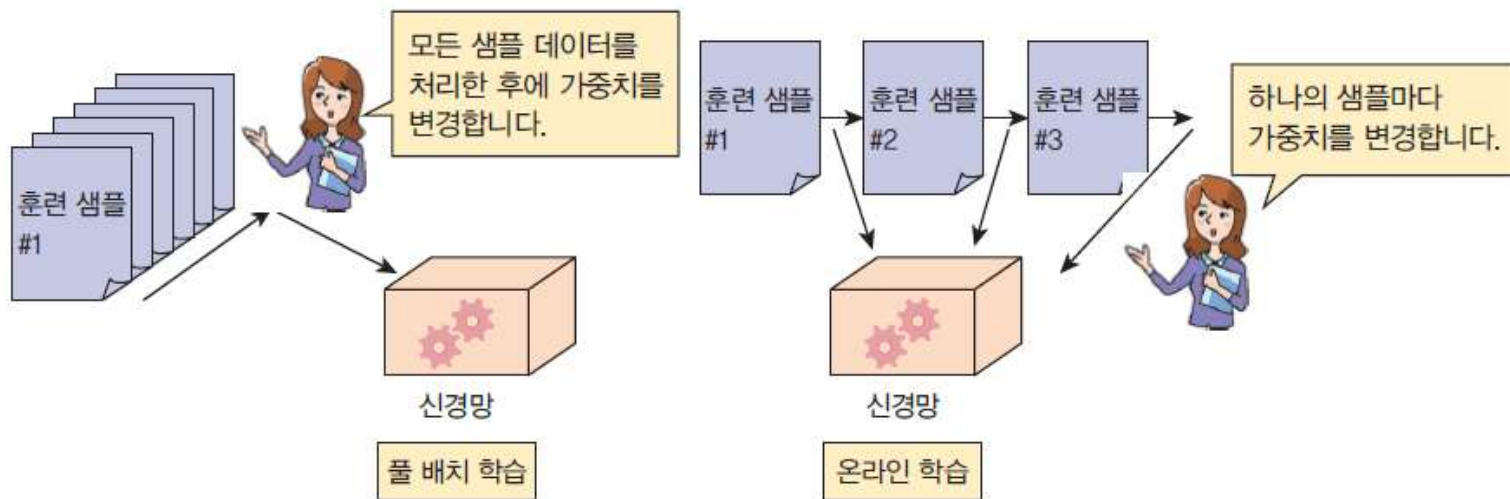 모든 샘플 데이터를
처리한 후에 가중치를
변경합니다.
훈련 샘플
#1
신경망
풀 배치 학습
훈련 샘플
#1
훈련 샘플
#2
훈련 샘플
#3
하나의 샘플마다
가중치를 변경합니다.
신경망
온라인 학습